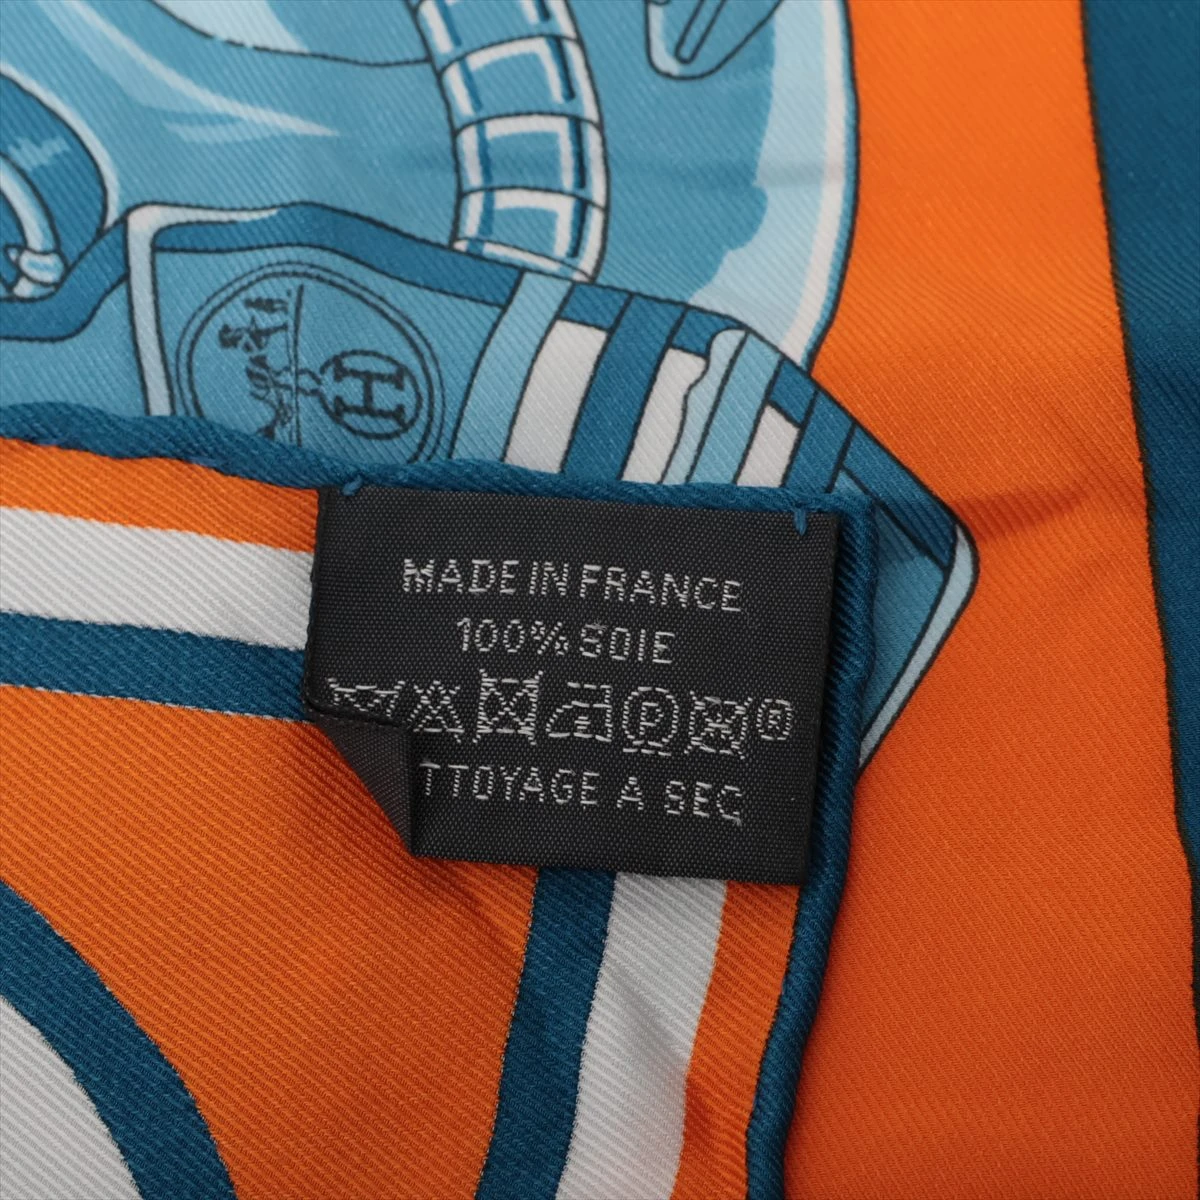 MADE IN FRANCE
100% SOIE
P ®
TTOYAGE A SEC
H